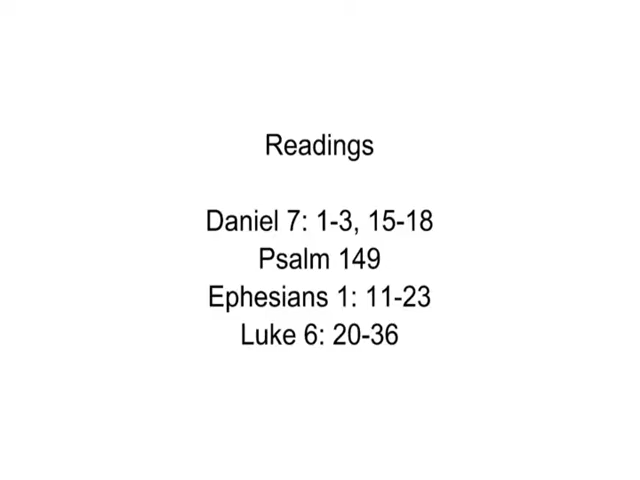 Readings
Daniel 7: 1-3, 15-18
Psalm 149
Ephesians 1: 11-23
Luke 6: 20-36